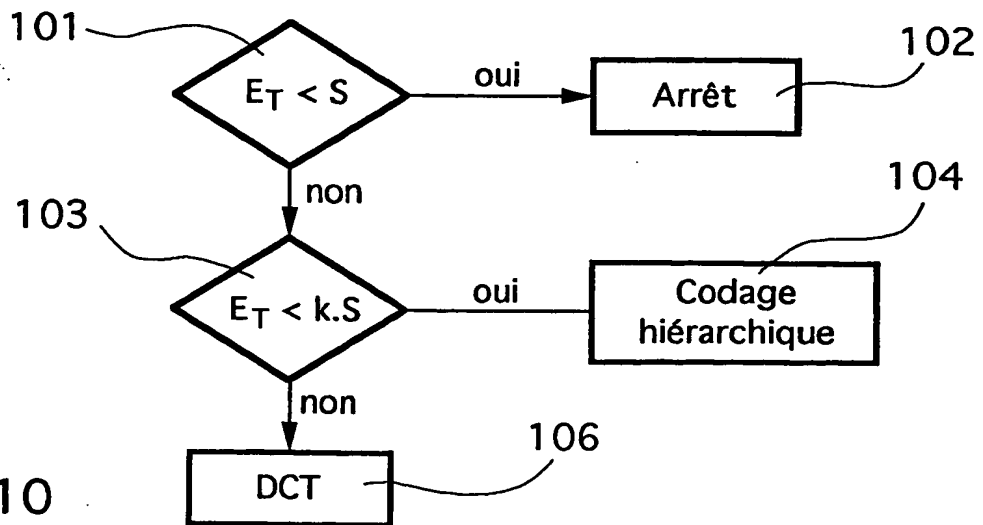 101
E_T < S
oui
Arrêt
102
non
103
E_T < k.S
oui
Codage
hiérarchique
104
non
DCT
106
10